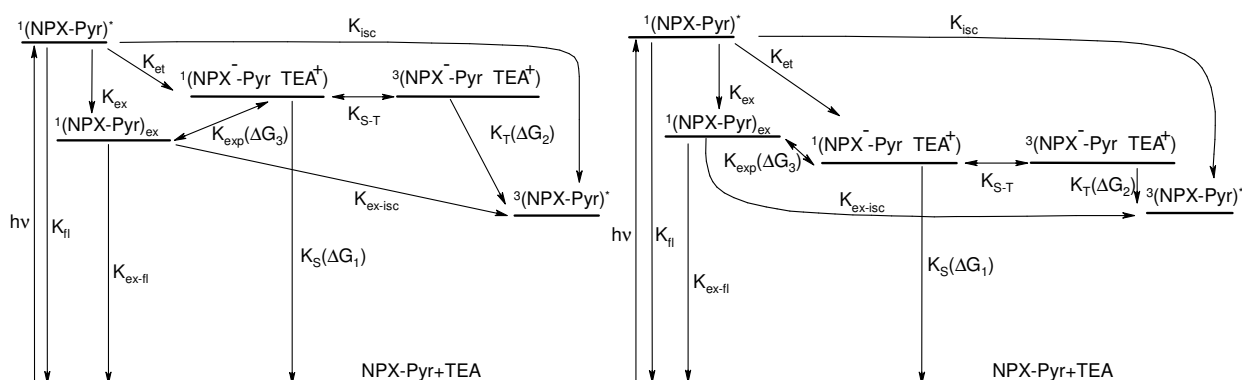 ¹(NPX-Pyr)*
K_isc
K_et
¹(NPX⁻-Pyr TEA⁺)
³(NPX⁻-Pyr TEA⁺)
K_ex
K_S-T
¹(NPX-Pyr)_ex
K_exp(ΔG₃)
K_T(ΔG₂)
K_ex-isc
³(NPX-Pyr)*
hν
K_fl
K_S(ΔG₁)
K_ex-fl
NPX-Pyr+TEA
¹(NPX-Pyr)*
K_isc
K_et
K_ex
¹(NPX-Pyr)_ex
¹(NPX⁻-Pyr TEA⁺)
³(NPX⁻-Pyr TEA⁺)
K_exp(ΔG₃)
K_S-T
K_T(ΔG₂)
³(NPX-Pyr)*
K_ex-isc
hν
K_fl
K_S(ΔG₁)
K_ex-fl
NPX-Pyr+TEA